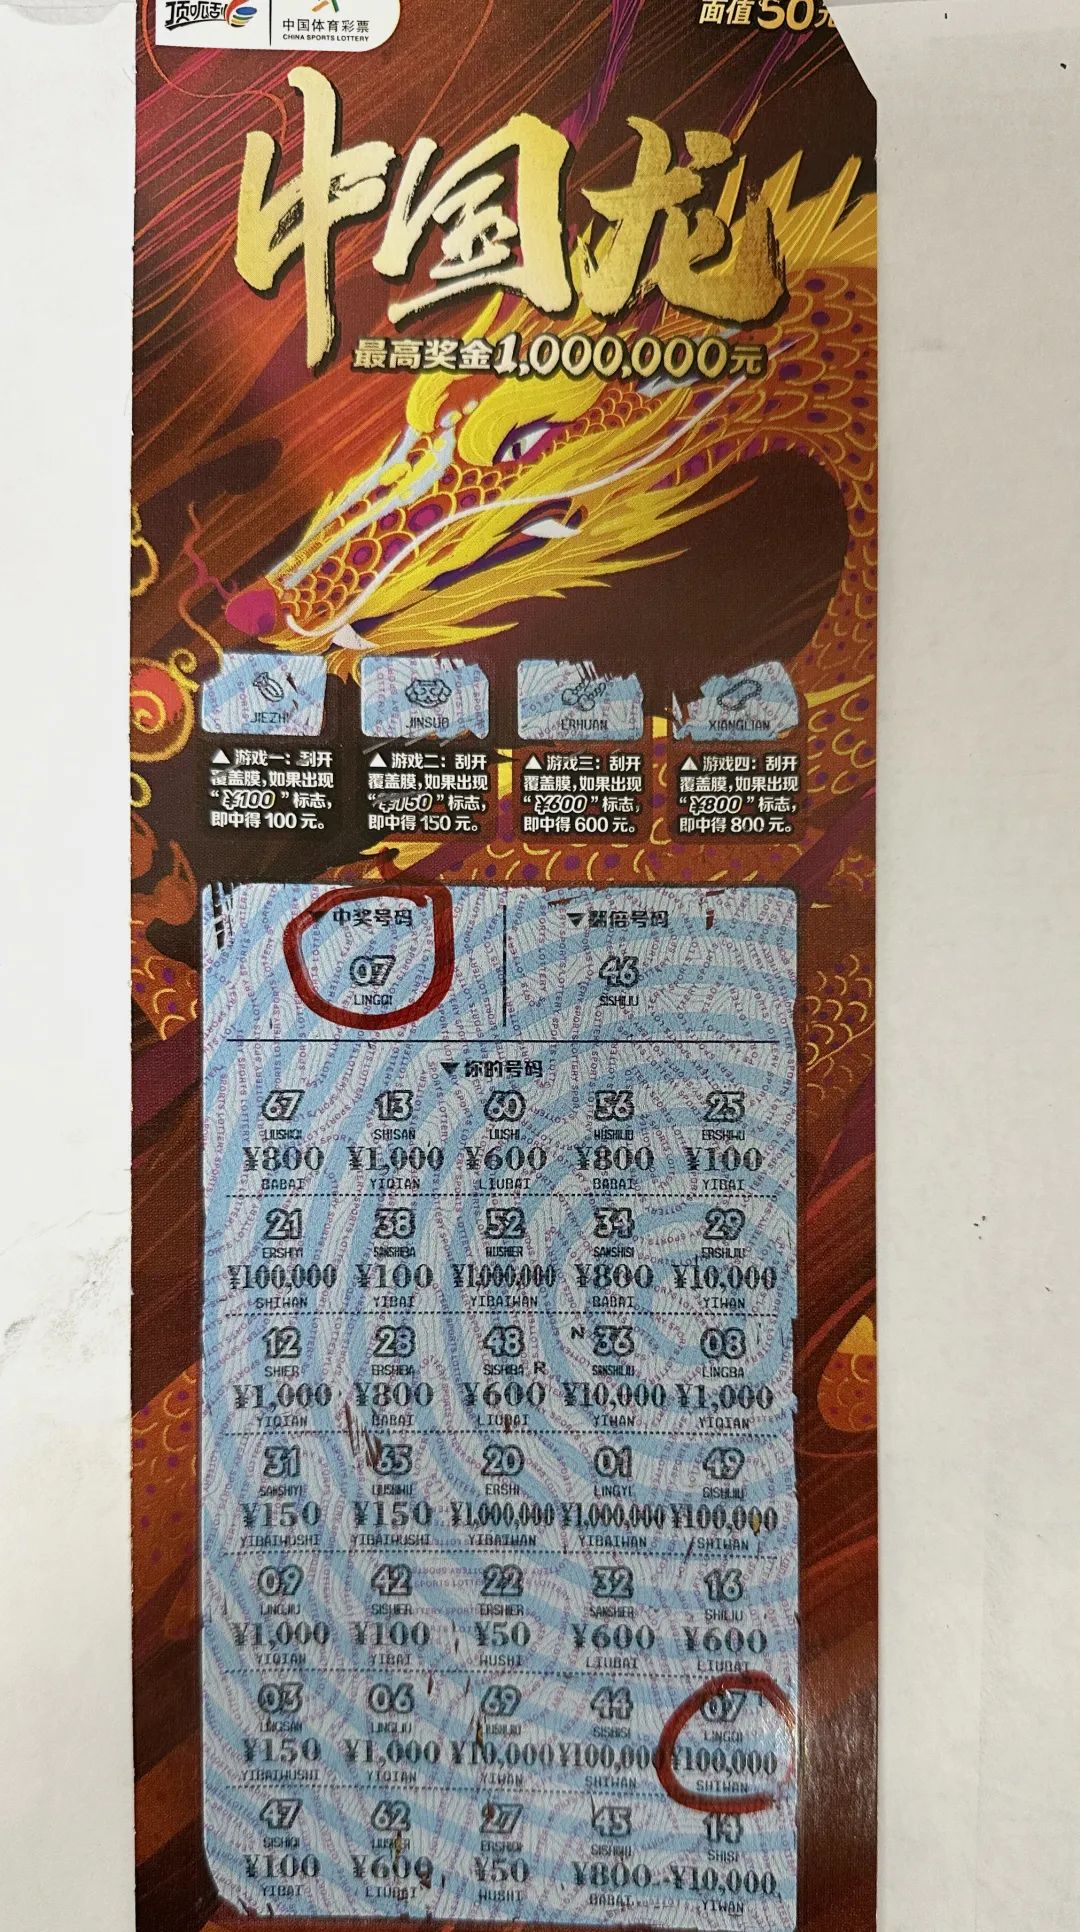 顶呱刮
中国体育彩票
CHINA SPORTS LOTTERY
面值50元
中国龙
最高奖金1,000,000元
JIEZHI JINSUO ERHUAN XIANGLIAN
▲游戏一：刮开覆盖膜，如果出现“¥100”标志，即中得100元。
▲游戏二：刮开覆盖膜，如果出现“¥150”标志，即中得150元。
▲游戏三：刮开覆盖膜，如果出现“¥600”标志，即中得600元。
▲游戏四：刮开覆盖膜，如果出现“¥800”标志，即中得800元。
▼中奖号码 ▼翻倍号码
07 46
LINGQI SISHILIU
▼你的号码
67 13 60 56 25
LIUSHIQI SHISAN LIUSHI WUSHILIU ERSHIWU
¥800 ¥1,000 ¥600 ¥800 ¥100
BABAI YIQIAN LIUBAI BABAI YIBAI
21 38 52 34 29
ERSHIYI SANSHIBA WUSHIER SANSHISI ERSHIJIU
¥100,000 ¥100 ¥1,000,000 ¥800 ¥10,000
SHIWAN YIBAI YIBAIWAN BABAI YIWAN
12 28 48 N 36 08
SHIER ERSHIBA SISHIBA R SANSHILIU LINGBA
¥1,000 ¥800 ¥600 ¥10,000 ¥1,000
YIQIAN BABAI LIUBAI YIWAN YIQIAN
31 65 20 01 49
SANSHIYI LIUSHIWU ERSHI LINGYI SISHIJIU
¥150 ¥150 ¥1,000,000 ¥1,000,000 ¥100,000
YIBAIWUSHI YIBAIWUSHI YIBAIWAN YIBAIWAN SHIWAN
09 42 22 32 16
LINGJIU SISHIER ERSHIER SANSHIER SHILIU
¥1,000 ¥100 ¥50 ¥600 ¥600
YIQIAN YIBAI WUSHI LIUBAI LIUBAI
03 06 69 44 07
LINGSAN LINGLIU LIUSHIJIU SISHISI LINGQI
¥150 ¥1,000 ¥10,000 ¥100,000 ¥100,000
YIBAIWUSHI YIQIAN YIWAN SHIWAN SHIWAN
47 62 27 45 14
SISHIQI LIUSHIER ERSHIQI SISHIWU SHISI
¥100 ¥600 ¥50 ¥800 ¥10,000
YIBAI LIUBAI WUSHI BABAI YIWAN